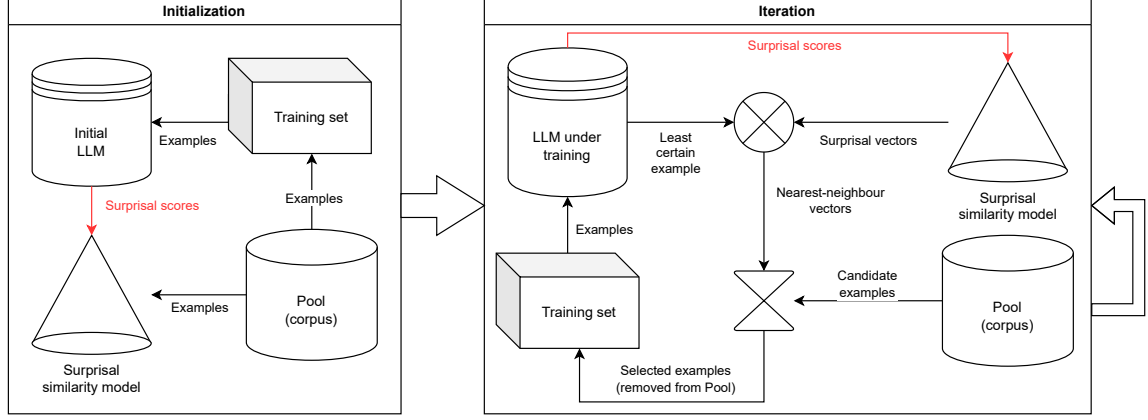 Initialization
Training set
Initial
LLM
Examples
Examples
Surprisal scores
Examples
Pool
(corpus)
Surprisal
similarity model
Iteration
Surprisal scores
LLM under
training
Least
certain
example
Surprisal vectors
Surprisal
similarity model
Nearest-neighbour
vectors
Examples
Training set
Candidate
examples
Pool
(corpus)
Selected examples
(removed from Pool)